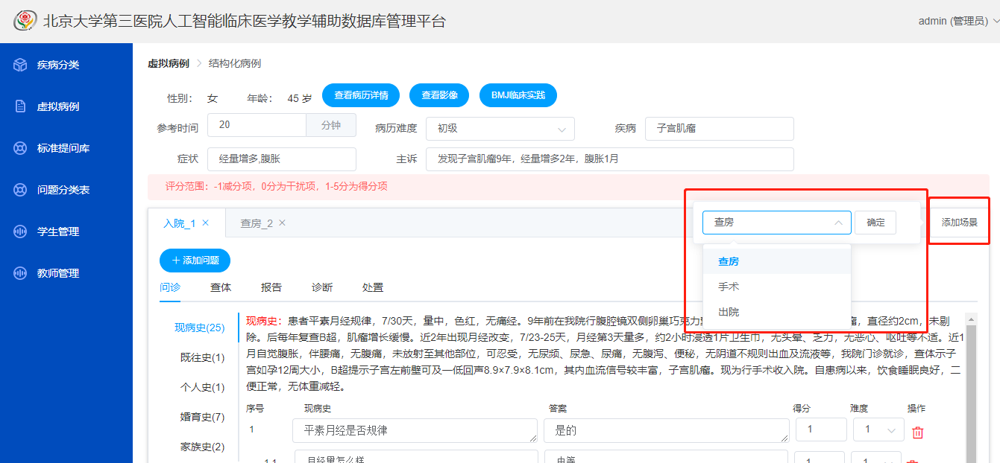 北京大学第三医院人工智能临床医学教学辅助数据库管理平台
admin (管理员)
疾病分类
虚拟病例
标准提问库
问题分类表
学生管理
教师管理
虚拟病例 > 结构化病例
性别： 女 年龄： 45 岁 查看病历详情 查看影像 BMJ临床实践
参考时间 20 分钟 病历难度 初级 疾病 子宫肌瘤
症状 经量增多,腹胀 主诉 发现子宫肌瘤9年，经量增多2年，腹胀1月
评分范围：-1减分项，0分为干扰项，1-5分为得分项
入院_1 × 查房_2 × 查房 确定 添加场景
查房
手术
出院
＋ 添加问题
问诊 查体 报告 诊断 处置
现病史(25)
既往史(1)
个人史(1)
婚育史(7)
家族史(2)
现病史：患者平素月经规律，7/30天，量中，色红，无痛经。9年前在我院行腹腔镜双侧卵巢巧克力 ，直径约2cm，未剔
除。后每年复查B超，肌瘤增长缓慢。近2年出现月经改变，7/23-25天，月经第3天量多，约2小时浸透1片卫生巾，无头晕、乏力，无恶心、呕吐等不适。近1
月自觉腹胀，伴腰痛，无腹痛，未放射至其他部位，可忍受，无尿频、尿急、尿痛，无腹泻、便秘，无阴道不规则出血及流液等，我院门诊就诊，查体示子
宫如孕12周大小，B超提示子宫左前壁可及一低回声8.9×7.9×8.1cm，其内血流信号较丰富，子宫肌瘤。现为行手术收入院。自患病以来，饮食睡眠良好，二
便正常，无体重减轻。
序号 现病史 答案 得分 难度 操作
1 平素月经是否规律 是的 1 1
1.1 月经量怎么样 中等 1 1